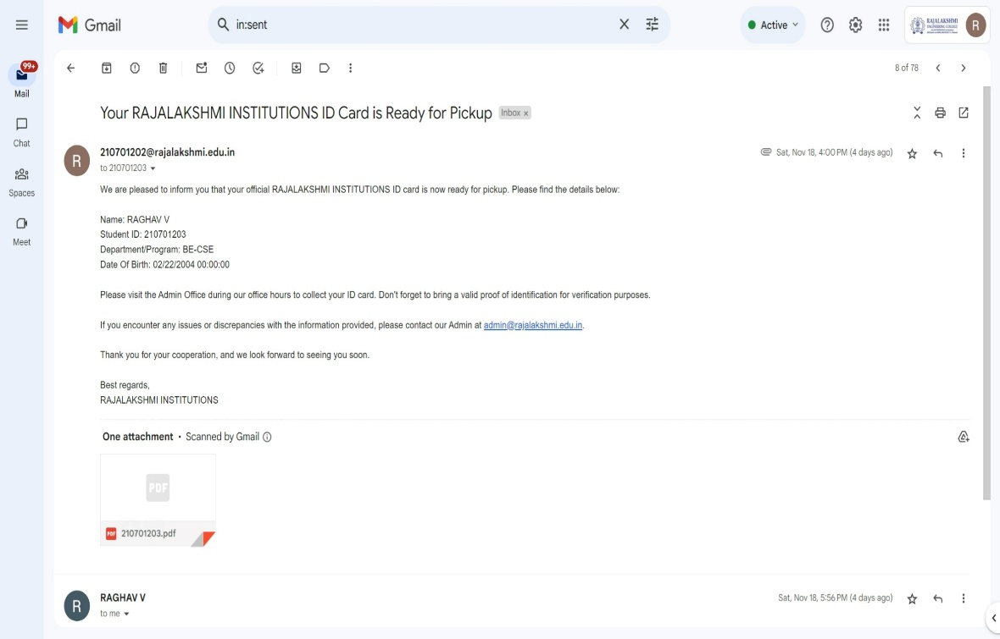 Gmail
in:sent
Active
RAJALAKSHMI
ENGINEERING COLLEGE
R
99+
Mail
Chat
Spaces
Meet
8 of 78
Your RAJALAKSHMI INSTITUTIONS ID Card is Ready for Pickup
Inbox x
R
210701202@rajalakshmi.edu.in
Sat, Nov 18, 4:00 PM (4 days ago)
to 210701203
We are pleased to inform you that your official RAJALAKSHMI INSTITUTIONS ID card is now ready for pickup. Please find the details below:
Name: RAGHAV V
Student ID: 210701203
Department/Program: BE-CSE
Date Of Birth: 02/22/2004 00:00:00
Please visit the Admin Office during our office hours to collect your ID card. Don't forget to bring a valid proof of identification for verification purposes.
If you encounter any issues or discrepancies with the information provided, please contact our Admin at admin@rajalakshmi.edu.in.
Thank you for your cooperation, and we look forward to seeing you soon.
Best regards,
RAJALAKSHMI INSTITUTIONS
One attachment • Scanned by Gmail
PDF
PDF 210701203.pdf
R
RAGHAV V
Sat, Nov 18, 5:56 PM (4 days ago)
to me